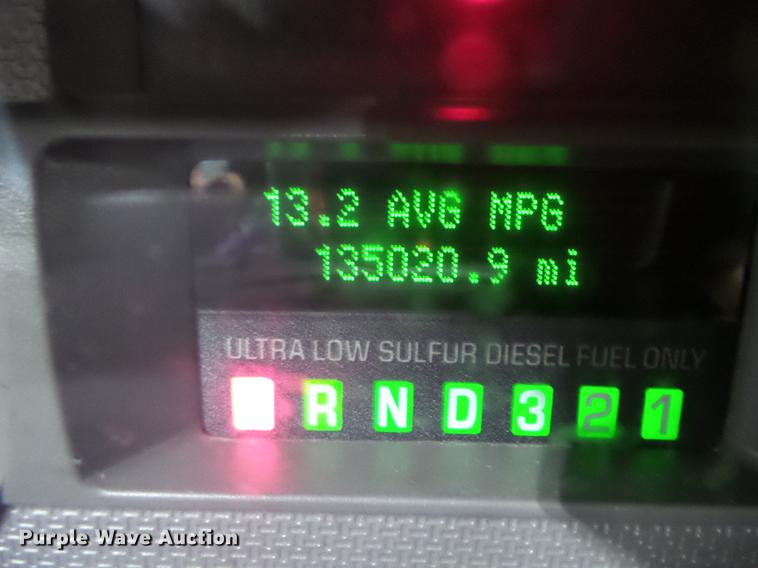 13.2 AVG MPG
135020.9 mi
ULTRA LOW SULFUR DIESEL FUEL ONLY
R N D 3 2 1
Purple Wave Auction